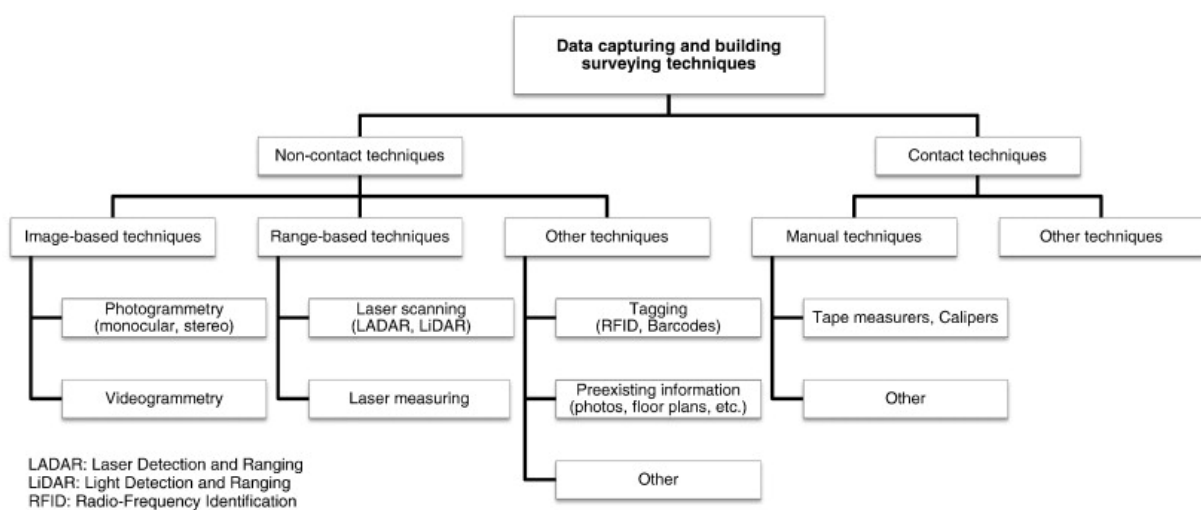 Data capturing and building
surveying techniques
Non-contact techniques
Contact techniques
Image-based techniques
Range-based techniques
Other techniques
Manual techniques
Other techniques
Photogrammetry
(monocular, stereo)
Laser scanning
(LADAR, LiDAR)
Tagging
(RFID, Barcodes)
Tape measurers, Calipers
Videogrammetry
Laser measuring
Preexisting information
(photos, floor plans, etc.)
Other
Other
LADAR: Laser Detection and Ranging
LiDAR: Light Detection and Ranging
RFID: Radio-Frequency Identification